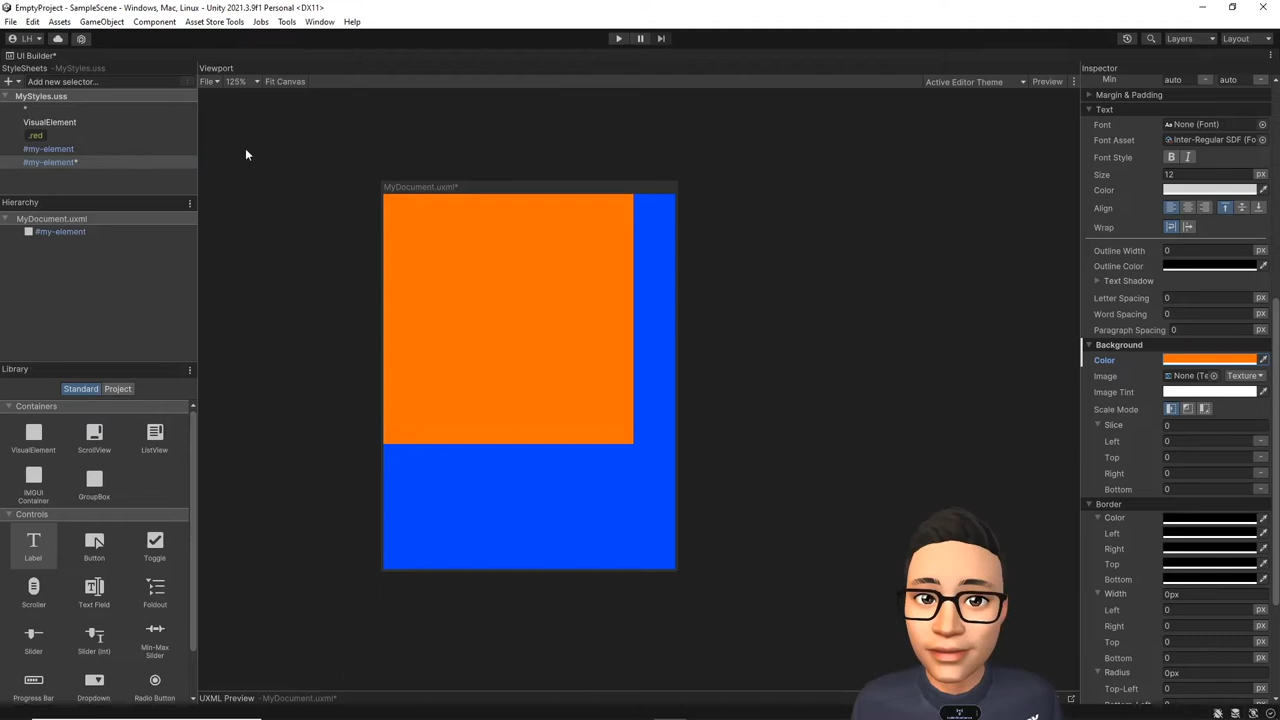 EmptyProject - SampleScene - Windows, Mac, Linux - Unity 2021.3.9f1 Personal <DX11>
File Edit Assets GameObject Component Asset Store Tools Jobs Tools Window Help
LH Layers Layout
UI Builder*
StyleSheets - MyStyles.uss
Add new selector...
MyStyles.uss
*
VisualElement
.red
#my-element
#my-element*
Hierarchy
MyDocument.uxml
#my-element
Library
Standard Project
Containers
VisualElement ScrollView ListView
IMGUI
Container
GroupBox
Controls
Label Button Toggle
Scroller Text Field Foldout
Slider Slider (Int) Min-Max
Slider
Progress Bar Dropdown Radio Button
Viewport
File 125% Fit Canvas Active Editor Theme Preview
MyDocument.uxml*
UXML Preview - MyDocument.uxml*
Inspector
Min auto - auto -
Margin & Padding
Text
Font Aa None (Font)
Font Asset Inter-Regular SDF (Fo
Font Style B I
Size 12 px
Color
Align
Wrap
Outline Width 0 px
Outline Color
Text Shadow
Letter Spacing 0 px
Word Spacing 0 px
Paragraph Spacing 0 px
Background
Color
Image None (Te Texture
Image Tint
Scale Mode
Slice 0
Left 0 -
Top 0 -
Right 0 -
Bottom 0 -
Border
Color
Left
Right
Top
Bottom
Width 0px
Left 0 px
Right 0 px
Top 0 px
Bottom 0 px
Radius 0px
Top-Left 0 px